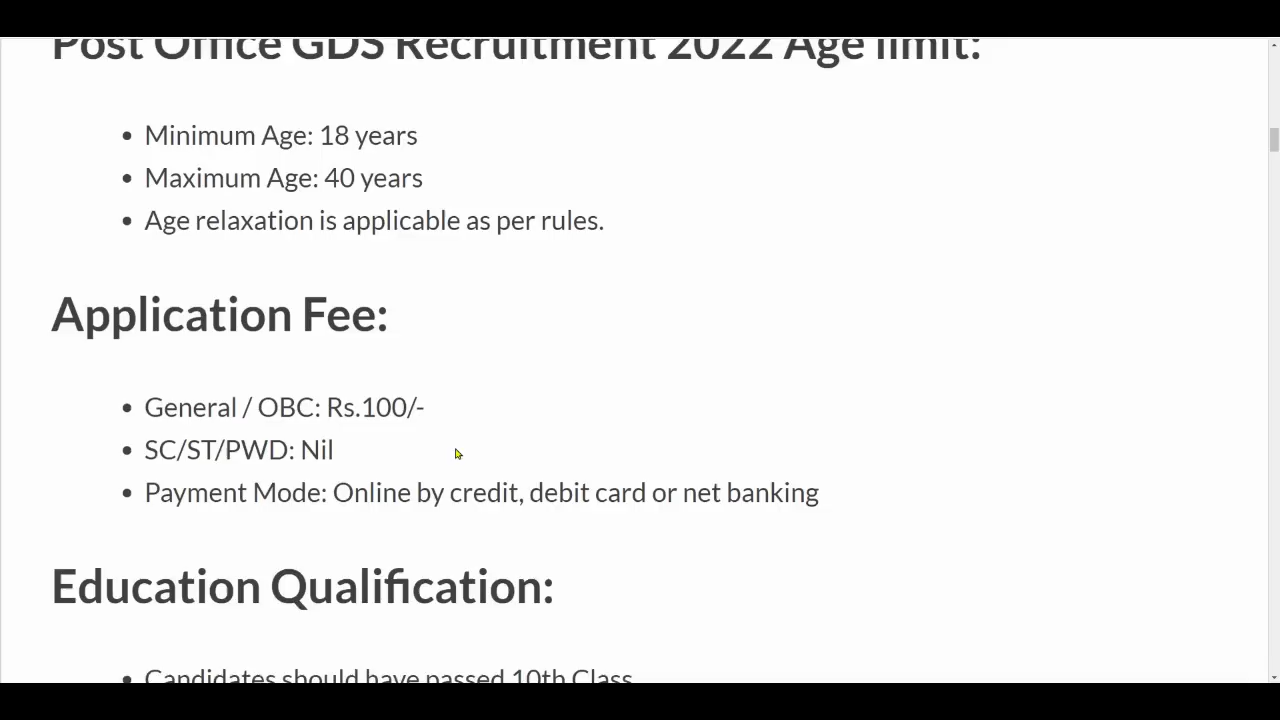 Post Office GDS Recruitment 2022 Age limit:
• Minimum Age: 18 years
• Maximum Age: 40 years
• Age relaxation is applicable as per rules.
Application Fee:
• General / OBC: Rs.100/-
• SC/ST/PWD: Nil
• Payment Mode: Online by credit, debit card or net banking
Education Qualification:
• Candidates should have passed 10th Class